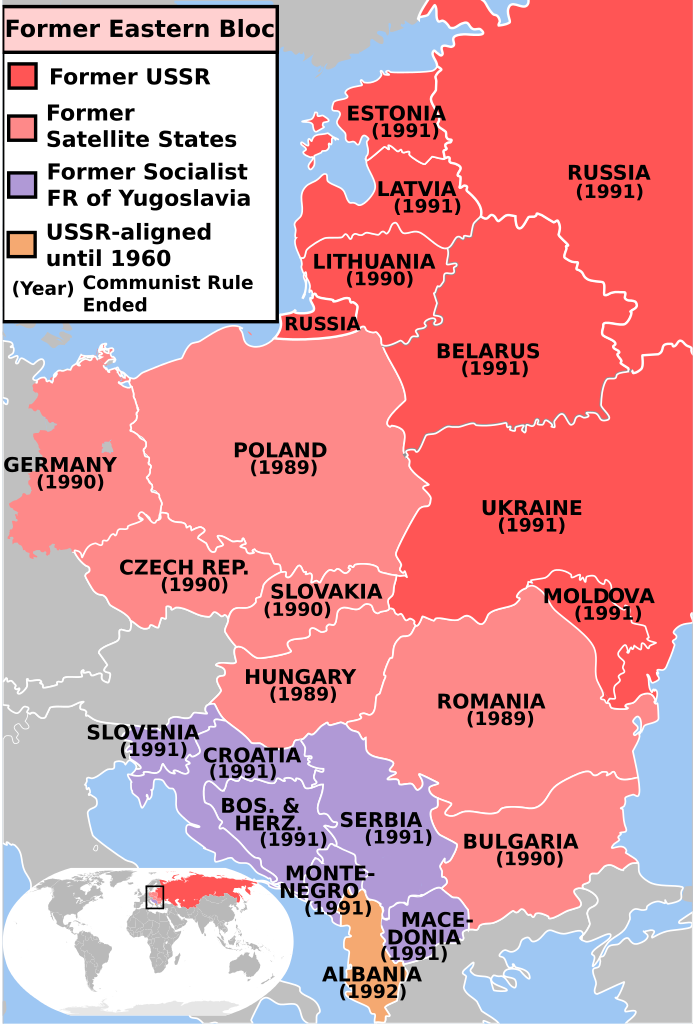 Former Eastern Bloc
Former USSR
Former
Satellite States
Former Socialist
FR of Yugoslavia
USSR-aligned
until 1960
(Year) Communist Rule
Ended
ESTONIA
(1991)
RUSSIA
(1991)
LATVIA
(1991)
LITHUANIA
(1990)
RUSSIA
BELARUS
(1991)
POLAND
(1989)
GERMANY
(1990)
UKRAINE
(1991)
CZECH REP.
(1990)
SLOVAKIA
(1990)
MOLDOVA
(1991)
HUNGARY
(1989)
ROMANIA
(1989)
SLOVENIA
(1991)
CROATIA
(1991)
BOS. &
HERZ.
(1991)
SERBIA
(1991)
BULGARIA
(1990)
MONTE-
NEGRO
(1991)
MACE-
DONIA
(1991)
ALBANIA
(1992)